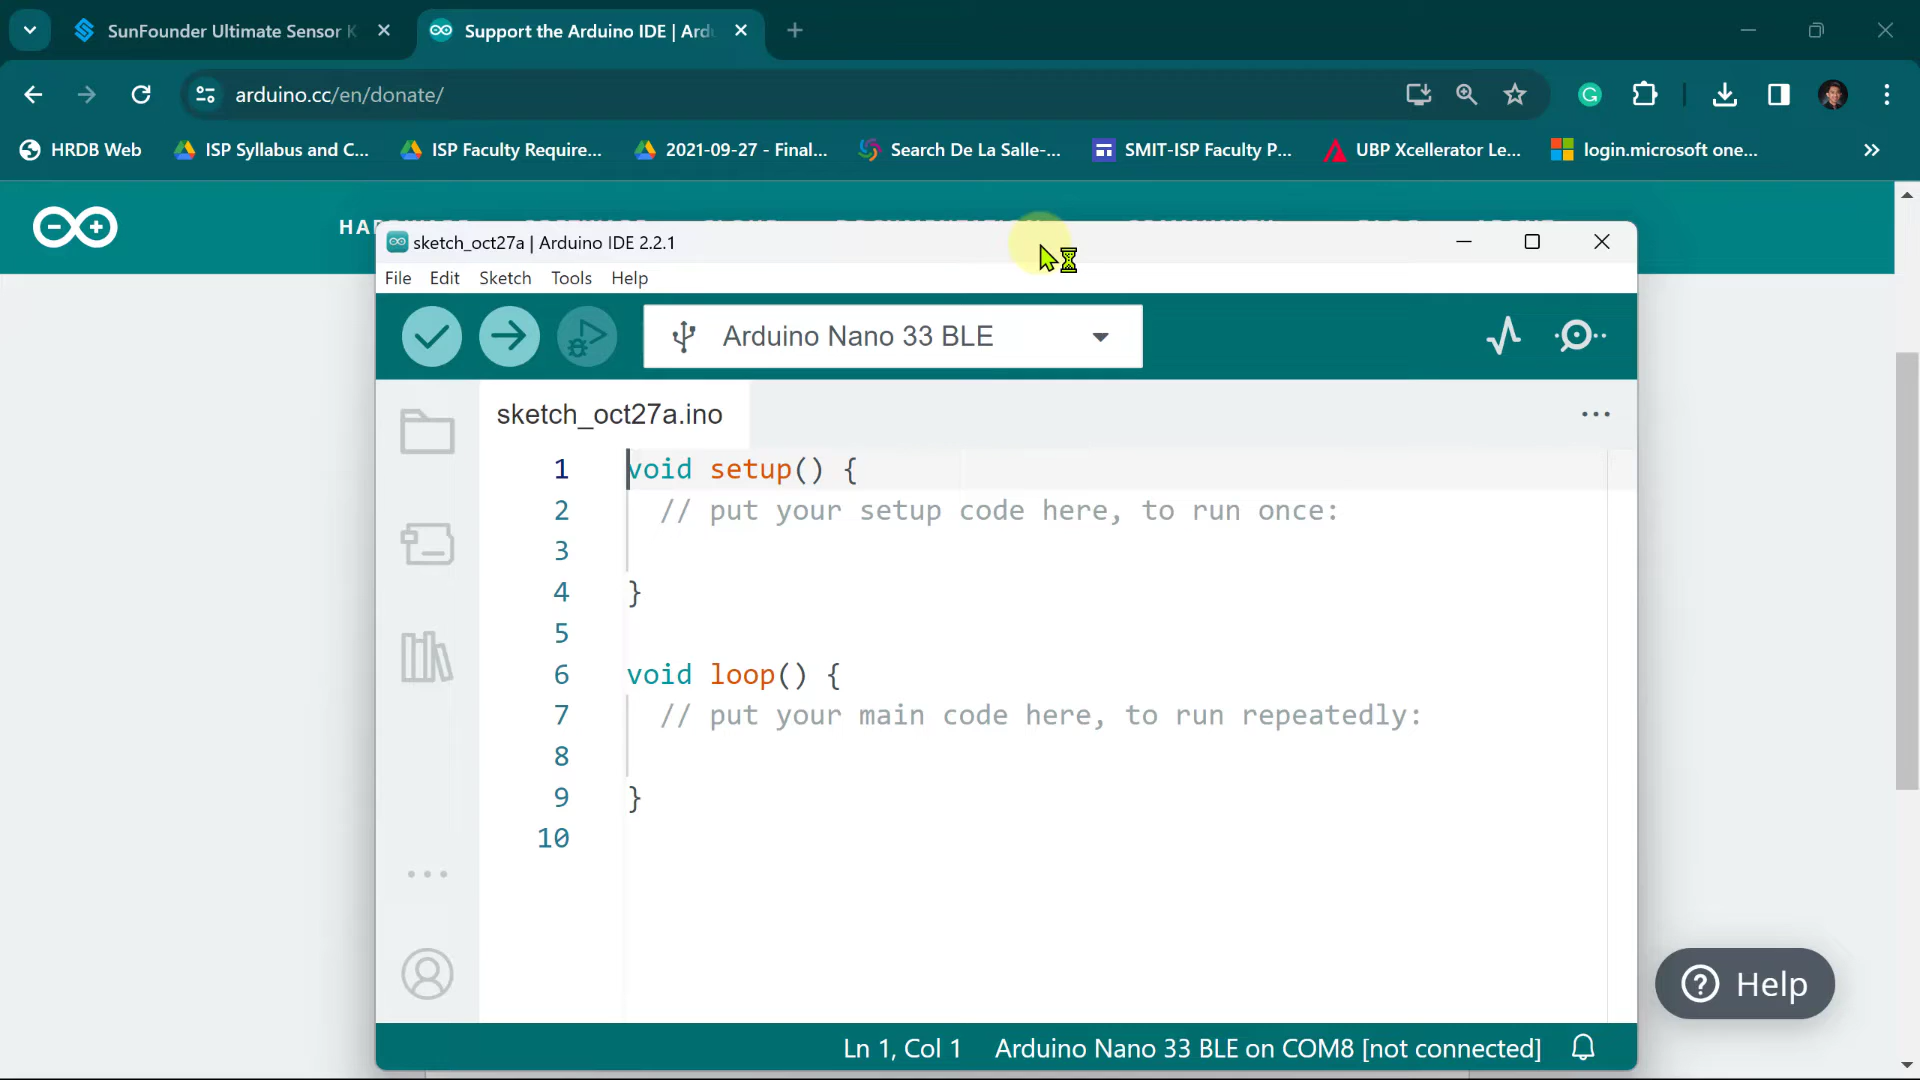 SunFounder Ultimate Sensor K
Support the Arduino IDE | Ard
arduino.cc/en/donate/
HRDB Web
ISP Syllabus and C...
ISP Faculty Require...
2021-09-27 - Final...
Search De La Salle-...
SMIT-ISP Faculty P...
UBP Xcellerator Le...
login.microsoft one...
sketch_oct27a | Arduino IDE 2.2.1
File Edit Sketch Tools Help
Arduino Nano 33 BLE
sketch_oct27a.ino
1 void setup() {
2 // put your setup code here, to run once:
3
4 }
5
6 void loop() {
7 // put your main code here, to run repeatedly:
8
9 }
10
Help
Ln 1, Col 1 Arduino Nano 33 BLE on COM8 [not connected]